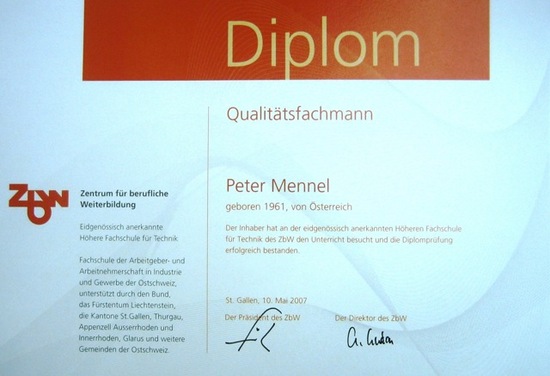 Diplom
Qualitätsfachmann
ZbW
Zentrum für berufliche
Weiterbildung
Eidgenössisch anerkannte
Höhere Fachschule für Technik
Fachschule der Arbeitgeber- und
Arbeitnehmerschaft in Industrie
und Gewerbe der Ostschweiz,
unterstützt durch den Bund,
das Fürstentum Liechtenstein,
die Kantone St.Gallen, Thurgau,
Appenzell Ausserrhoden und
Innerrhoden, Glarus und weitere
Gemeinden der Ostschweiz.
Peter Mennel
geboren 1961, von Österreich
Der Inhaber hat an der eidgenössisch anerkannten Höheren Fachschule
für Technik des ZbW den Unterricht besucht und die Diplomprüfung
erfolgreich bestanden.
St. Gallen, 10. Mai 2007
Der Präsident des ZbW
Der Direktor des ZbW